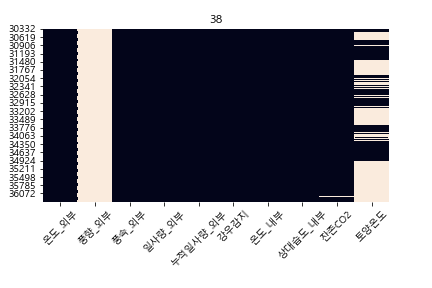 38
30332
30619
30906
31193
31480
31767
32054
32341
32628
32915
33202
33489
33776
34063
34350
34637
34924
35211
35498
35785
36072
온도_외부
풍향_외부
풍속_외부
일사량_외부
누적일사량_외부
강우감지
온도_내부
상대습도_내부
잔존CO2
토양온도